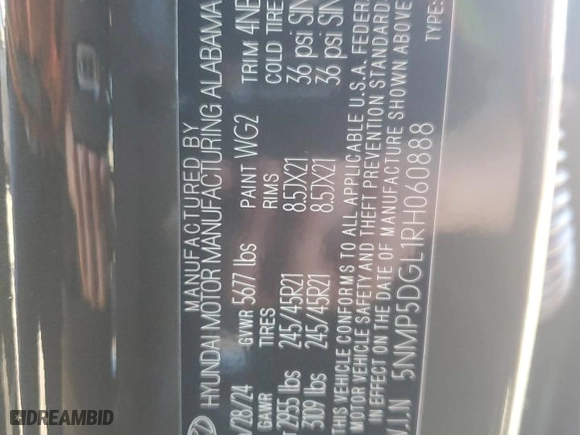 MANUFACTURED BY
HYUNDAI MOTOR MANUFACTURING ALABAMA
/28/24 GVWR 5677 lbs PAINT WG2 TRIM 4NB
GAWR TIRES RIMS COLD TIRE
2955 lbs 245/45R21 8.5JX21 36 psi SIN
3109 lbs 245/45R21 8.5JX21 36 psi SIN
THIS VEHICLE CONFORMS TO ALL APPLICABLE U.S.A. FEDER
MOTOR VEHICLE SAFETY AND THEFT PREVENTION STANDARD
IN EFFECT ON THE DATE OF MANUFACTURE SHOWN ABOVE
V.I.N 5NMP5DGL1RH060888 TYPE:
DREAMBID